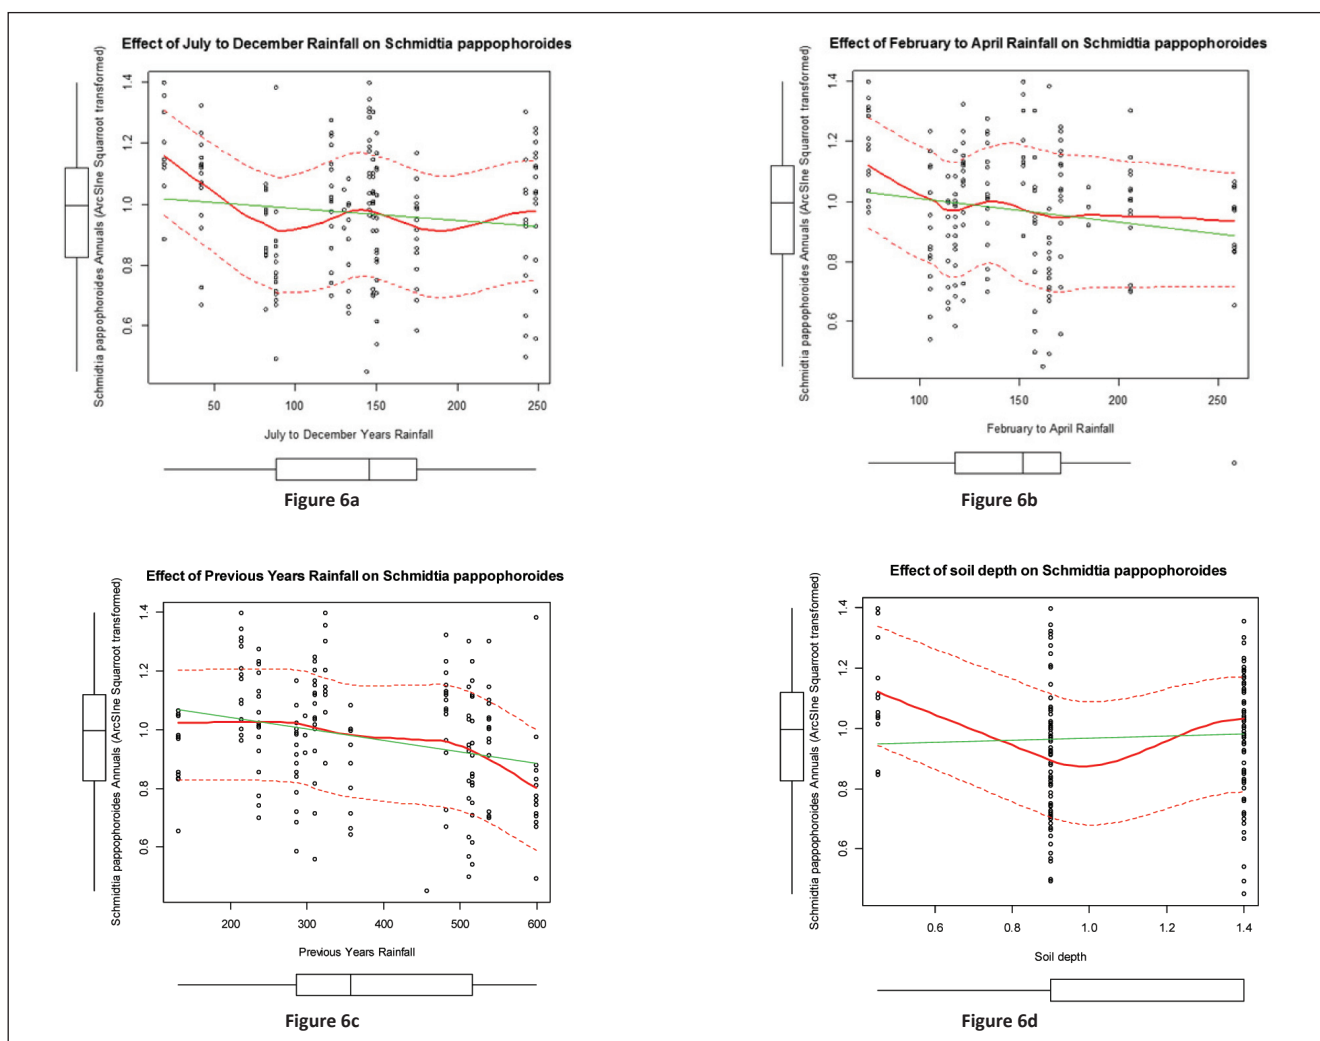 Effect of July to December Rainfall on Schmidtia pappophoroides
Schmidtia pappophoroides Annuals (ArcSIne Squarroot transformed)
1.4
1.2
1.0
0.8
0.6
50 100 150 200 250
July to December Years Rainfall
Figure 6a
Effect of February to April Rainfall on Schmidtia pappophoroides
Schmidtia pappophoroides Annuals (ArcSIne Squarroot transformed)
1.4
1.2
1.0
0.8
0.6
100 150 200 250
February to April Rainfall
Figure 6b
Effect of Previous Years Rainfall on Schmidtia pappophoroides
Schmidtia pappophoroides Annuals (ArcSIne Squarroot transformed)
1.4
1.2
1.0
0.8
0.6
200 300 400 500 600
Previous Years Rainfall
Figure 6c
Effect of soil depth on Schmidtia pappophoroides
Schmidtia pappophoroides Annuals (ArcSIne Squarroot transformed)
1.4
1.2
1.0
0.8
0.6
0.6 0.8 1.0 1.2 1.4
Soil depth
Figure 6d